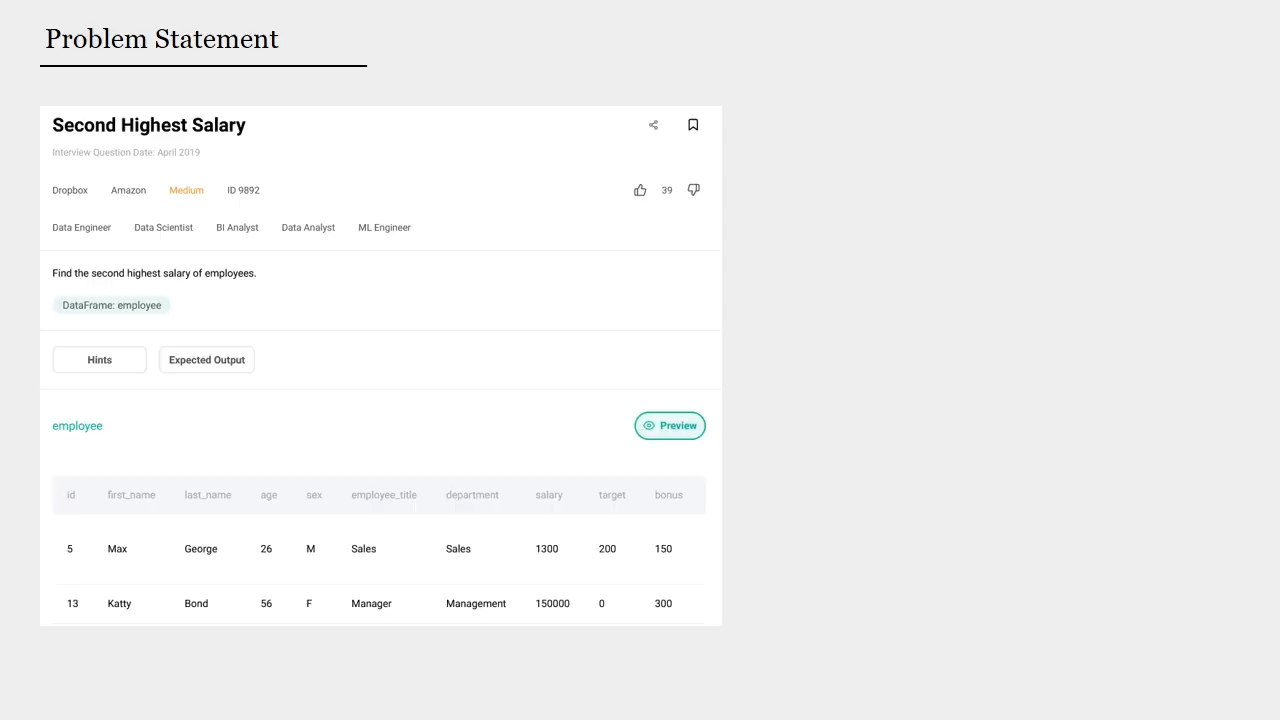 Problem Statement
Second Highest Salary
Interview Question Date: April 2019
Dropbox Amazon Medium ID 9892 39
Data Engineer Data Scientist BI Analyst Data Analyst ML Engineer
Find the second highest salary of employees.
DataFrame: employee
Hints Expected Output
employee Preview
id first_name last_name age sex employee_title department salary target bonus
5 Max George 26 M Sales Sales 1300 200 150
13 Katty Bond 56 F Manager Management 150000 0 300